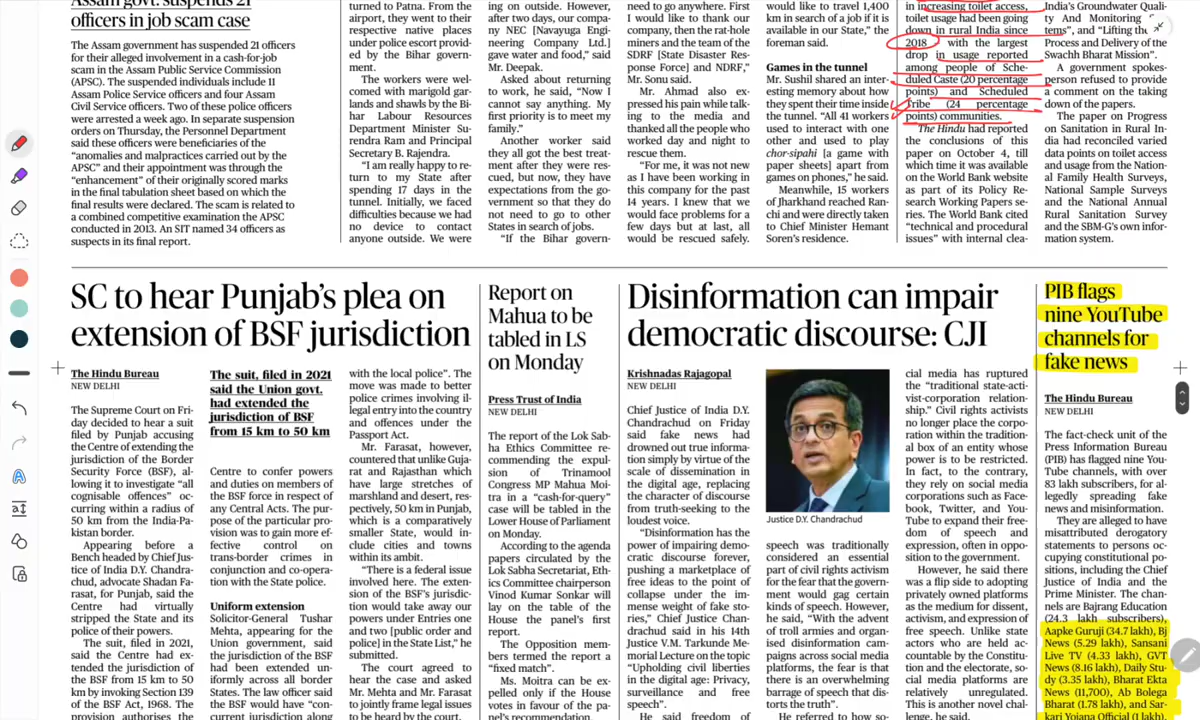 Assam govt. suspends 21
officers in job scam case
The Assam government has suspended 21 officers
for their alleged involvement in a cash-for-job
scam in the Assam Public Service Commission
(APSC). The suspended individuals include 11
Assam Police Service officers and four Assam
Civil Service officers. Two of these police officers
were arrested a week ago. In separate suspension
orders on Thursday, the Personnel Department
said these officers were beneficiaries of the
“anomalies and malpractices carried out by the
APSC” and their appointment was through the
“enhancement” of their originally scored marks
in the final tabulation sheet based on which the
final results were declared. The scam is related to
a combined competitive examination the APSC
conducted in 2013. An SIT named 34 officers as
suspects in its final report.
turned to Patna. From the
airport, they went to their
respective native places
under police escort provid-
ed by the Bihar govern-
ment.
The workers were wel-
comed with marigold gar-
lands and shawls by the Bi-
har Labour Resources
Department Minister Su-
rendra Ram and Principal
Secretary B. Rajendra.
“I am really happy to re-
turn to my State after
spending 17 days in the
tunnel. Initially, we faced
difficulties because we had
no device to contact
anyone outside. We were
ing on outside. However,
after two days, our compa-
ny NEC [Navayuga Engi-
neering Company Ltd.]
gave water and food,” said
Mr. Deepak.
Asked about returning
to work, he said, “Now I
cannot say anything. My
first priority is to meet my
family.”
Another worker said
they all got the best treat-
ment after they were res-
cued, but now, they have
expectations from the go-
vernment so that they do
not need to go to other
States in search of jobs.
“If the Bihar govern-
need to go anywhere. First
I would like to thank our
company, then the rat-hole
miners and the team of the
SDRF [State Disaster Res-
ponse Force] and NDRF,”
Mr. Sonu said.
Mr. Ahmad also ex-
pressed his pain while talk-
ing to the media and
thanked all the people who
worked day and night to
rescue them.
“For me, it was not new
as I have been working in
this company for the past
14 years. I knew that we
would face problems for a
few days but at last, all
would be rescued safely.
would like to travel 1,400
km in search of a job if it is
available in our State,” the
foreman said.
Games in the tunnel
Mr. Sushil shared an inter-
esting memory about how
they spent their time inside
the tunnel. “All 41 workers
used to interact with one
other and used to play
chor-sipahi [a game with
paper sheets] apart from
games on phones,” he said.
Meanwhile, 15 workers
of Jharkhand reached Ran-
chi and were directly taken
to Chief Minister Hemant
Soren’s residence.
in increasing toilet access,
toilet usage had been going
down in rural India since
2018 with the largest
drop in usage reported
among people of Sche-
duled Caste (20 percentage
points) and Scheduled
Tribe (24 percentage
points) communities.
The Hindu had reported
the conclusions of this
paper on October 4, till
which time it was available
on the World Bank website
as part of its Policy Re-
search Working Papers se-
ries. The World Bank cited
“technical and procedural
issues” with internal clea-
India’s Groundwater Quali-
ty And Monitoring
tems”, and “Lifting the
Process and Delivery of the
Swachh Bharat Mission”.
A government spokes-
person refused to provide
a comment on the taking
down of the papers.
The paper on Progress
on Sanitation in Rural In-
dia had reconciled varied
data points on toilet access
and usage from the Nation-
al Family Health Surveys,
National Sample Surveys
and the National Annual
Rural Sanitation Survey
and the SBM-G’s own infor-
mation system.
SC to hear Punjab’s plea on
extension of BSF jurisdiction
The Hindu Bureau
NEW DELHI
The Supreme Court on Fri-
day decided to hear a suit
filed by Punjab accusing
the Centre of extending the
jurisdiction of the Border
Security Force (BSF), al-
lowing it to investigate “all
cognisable offences” oc-
curring within a radius of
50 km from the India-Pa-
kistan border.
Appearing before a
Bench headed by Chief Jus-
tice of India D.Y. Chandra-
chud, advocate Shadan Fa-
rasat, for Punjab, said the
Centre had virtually
stripped the State and its
police of their powers.
The suit, filed in 2021,
said the Centre had ex-
tended the jurisdiction of
the BSF from 15 km to 50
km by invoking Section 139
of the BSF Act, 1968. The
provision authorises the
The suit, filed in 2021
said the Union govt.
had extended the
jurisdiction of BSF
from 15 km to 50 km
Centre to confer powers
and duties on members of
the BSF force in respect of
any Central Acts. The pur-
pose of the particular pro-
vision was to gain more ef-
fective control on
trans-border crimes in
conjunction and co-opera-
tion with the State police.
Uniform extension
Solicitor-General Tushar
Mehta, appearing for the
Union government, said
the jurisdiction of the BSF
had been extended un-
iformly across all border
States. The law officer said
the BSF would have “con-
current jurisdiction along
with the local police”. The
move was made to better
police crimes involving il-
legal entry into the country
and offences under the
Passport Act.
Mr. Farasat, however,
countered that unlike Guja-
rat and Rajasthan which
have large stretches of
marshland and desert, res-
pectively, 50 km in Punjab,
which is a comparatively
smaller State, would in-
clude cities and towns
within its ambit.
“There is a federal issue
involved here. The exten-
sion of the BSF’s jurisdic-
tion would take away our
powers under Entries one
and two [public order and
police] in the State List,” he
submitted.
The court agreed to
hear the case and asked
Mr. Mehta and Mr. Farasat
to jointly frame legal issues
to be heard by the court.
Report on
Mahua to be
tabled in LS
on Monday
Press Trust of India
NEW DELHI
The report of the Lok Sab-
ha Ethics Committee re-
commending the expul-
sion of Trinamool
Congress MP Mahua Moi-
tra in a “cash-for-query”
case will be tabled in the
Lower House of Parliament
on Monday.
According to the agenda
papers circulated by the
Lok Sabha Secretariat, Eth-
ics Committee chairperson
Vinod Kumar Sonkar will
lay on the table of the
House the panel’s first
report.
The Opposition mem-
bers termed the report a
“fixed match”.
Ms. Moitra can be ex-
pelled only if the House
votes in favour of the pa-
nel’s recommendation.
Disinformation can impair
democratic discourse: CJI
Krishnadas Rajagopal
NEW DELHI
Chief Justice of India D.Y.
Chandrachud on Friday
said fake news had
drowned out true informa-
tion simply by virtue of the
scale of dissemination in
the digital age, replacing
the character of discourse
from truth-seeking to the
loudest voice.
“Disinformation has the
power of impairing demo-
cratic discourse forever,
pushing a marketplace of
free ideas to the point of
collapse under the im-
mense weight of fake sto-
ries,” Chief Justice Chan-
drachud said in his 14th
Justice V.M. Tarkunde Me-
morial Lecture on the topic
“Upholding civil liberties
in the digital age: Privacy,
surveillance and free
speech”.
He said freedom of
Justice D.Y. Chandrachud
speech was traditionally
considered an essential
part of civil rights activism
for the fear that the govern-
ment would gag certain
kinds of speech. However,
he said, “With the advent
of troll armies and organ-
ised disinformation cam-
paigns across social media
platforms, the fear is that
there is an overwhelming
barrage of speech that dis-
torts the truth”.
He referred to how so-
cial media has ruptured
the “traditional state-acti-
vist-corporation relation-
ship.” Civil rights activists
no longer place the corpo-
ration within the tradition-
al box of an entity whose
power is to be restricted.
In fact, to the contrary,
they rely on social media
corporations such as Face-
book, Twitter, and You-
Tube to expand their free-
dom of speech and
expression, often in oppo-
sition to the government.
However, he said there
was a flip side to adopting
privately owned platforms
as the medium for dissent,
activism, and expression of
free speech. Unlike state
actors who are held ac-
countable by the Constitu-
tion and the electorate, so-
cial media platforms are
relatively unregulated.
This is another novel chal-
lenge, he said.
PIB flags
nine YouTube
channels for
fake news
The Hindu Bureau
NEW DELHI
The fact-check unit of the
Press Information Bureau
(PIB) has flagged nine You-
Tube channels, with over
83 lakh subscribers, for al-
legedly spreading fake
news and misinformation.
They are alleged to have
misattributed derogatory
statements to persons oc-
cupying constitutional po-
sitions, including the Chief
Justice of India and the
Prime Minister. The chan-
nels are Bajrang Education
(24.3 lakh subscribers),
Aapke Guruji (34.7 lakh), Bj
News (5.29 lakh), Sansani
Live TV (4.33 lakh), GVT
News (8.16 lakh), Daily Stu-
dy (3.35 lakh), Bharat Ekta
News (11,700), Ab Bolega
Bharat (1.78 lakh), and Sar-
kari Yojana Official (1 lakh).